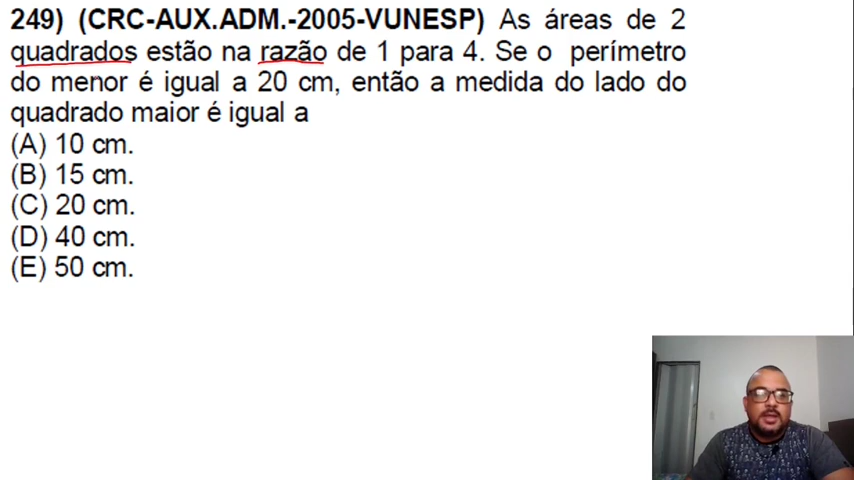 249) (CRC-AUX.ADM.-2005-VUNESP) As áreas de 2
quadrados estão na razão de 1 para 4. Se o perímetro
do menor é igual a 20 cm, então a medida do lado do
quadrado maior é igual a
(A) 10 cm.
(B) 15 cm.
(C) 20 cm.
(D) 40 cm.
(E) 50 cm.